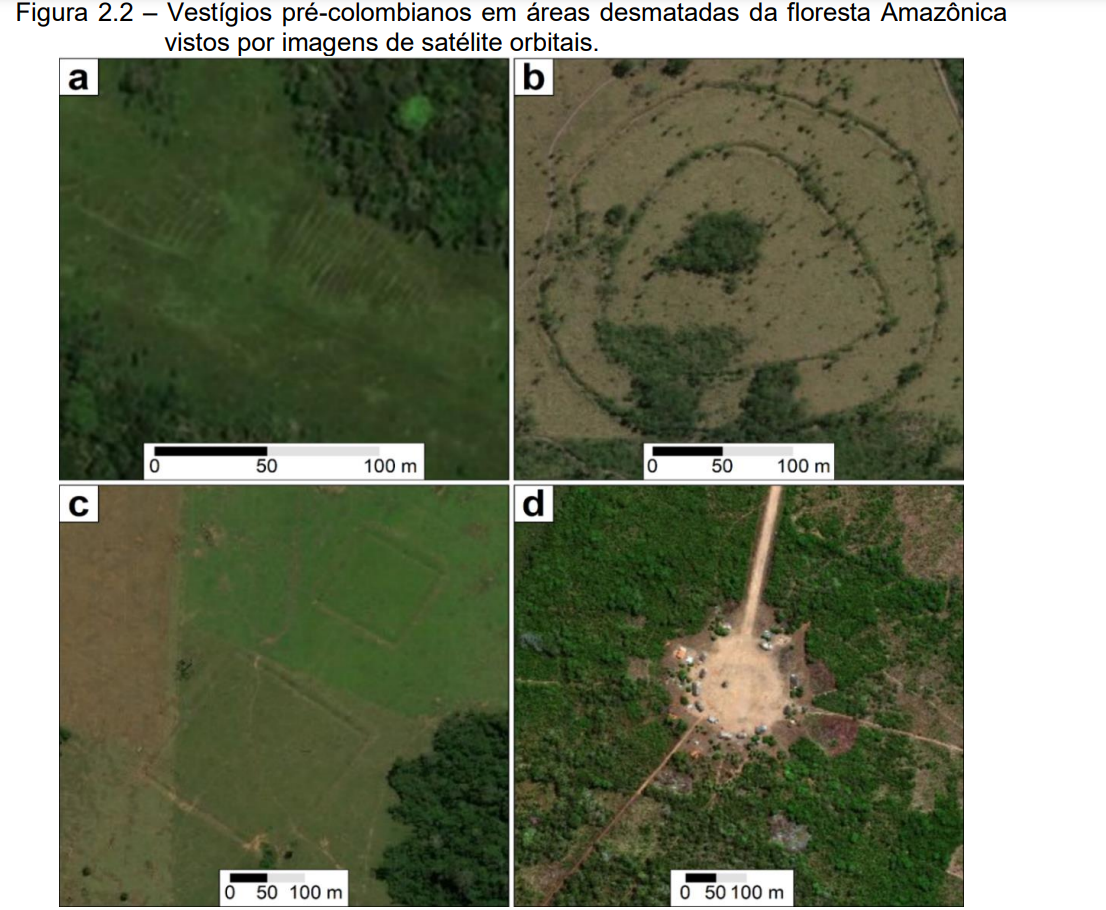 Figura 2.2 – Vestígios pré-colombianos em áreas desmatadas da floresta Amazônica
vistos por imagens de satélite orbitais.
a
b
0 50 100 m
0 50 100 m
c
d
0 50 100 m
0 50 100 m